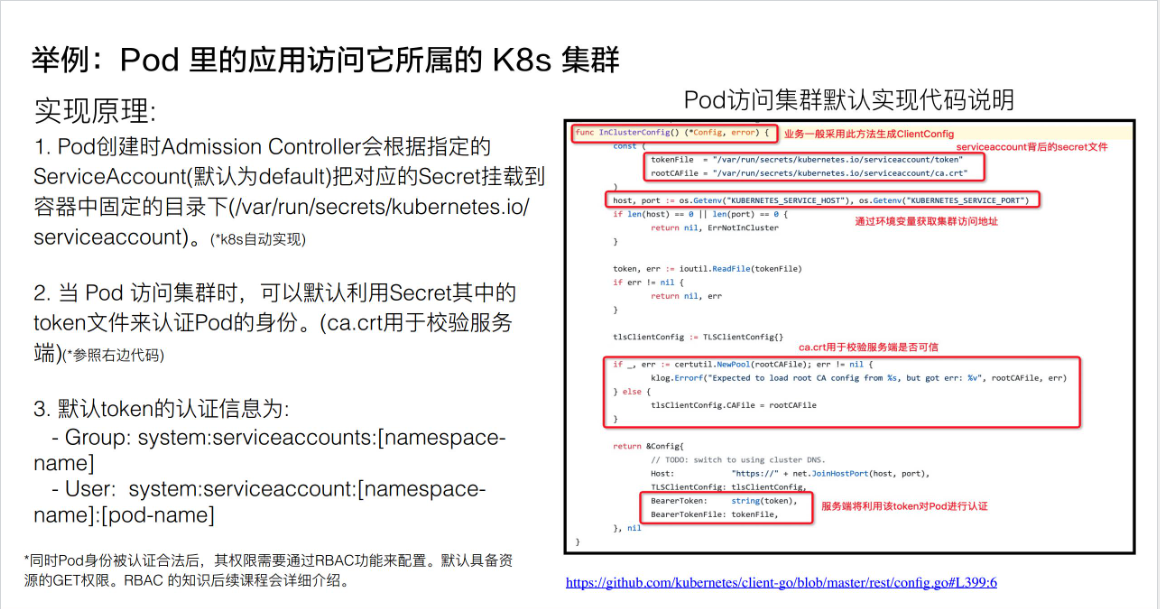 举例：Pod 里的应用访问它所属的 K8s 集群
实现原理:
1. Pod创建时Admission Controller会根据指定的
ServiceAccount(默认为default)把对应的Secret挂载到
容器中固定的目录下(/var/run/secrets/kubernetes.io/
serviceaccount)。(*k8s自动实现)
2. 当 Pod 访问集群时，可以默认利用Secret其中的
token文件来认证Pod的身份。(ca.crt用于校验服务
端)(*参照右边代码)
3. 默认token的认证信息为:
- Group: system:serviceaccounts:[namespace-
name]
- User: system:serviceaccount:[namespace-
name]:[pod-name]
*同时Pod身份被认证合法后，其权限需要通过RBAC功能来配置。默认具备资
源的GET权限。RBAC 的知识后续课程会详细介绍。
Pod访问集群默认实现代码说明
func InClusterConfig() (*Config, error) { 业务一般采用此方法生成ClientConfig
const ( serviceaccount背后的secret文件
tokenFile = "/var/run/secrets/kubernetes.io/serviceaccount/token"
rootCAFile = "/var/run/secrets/kubernetes.io/serviceaccount/ca.crt"
)
host, port := os.Getenv("KUBERNETES_SERVICE_HOST"), os.Getenv("KUBERNETES_SERVICE_PORT")
if len(host) == 0 || len(port) == 0 { 通过环境变量获取集群访问地址
return nil, ErrNotInCluster
}
token, err := ioutil.ReadFile(tokenFile)
if err != nil {
return nil, err
}
tlsClientConfig := TLSClientConfig{}
ca.crt用于校验服务端是否可信
if _, err := certutil.NewPool(rootCAFile); err != nil {
klog.Errorf("Expected to load root CA config from %s, but got err: %v", rootCAFile, err)
} else {
tlsClientConfig.CAFile = rootCAFile
}
return &Config{
// TODO: switch to using cluster DNS.
Host: "https://" + net.JoinHostPort(host, port),
TLSClientConfig: tlsClientConfig,
BearerToken: string(token), 服务端将利用该token对Pod进行认证
BearerTokenFile: tokenFile,
}, nil
}
https://github.com/kubernetes/client-go/blob/master/rest/config.go#L399:6